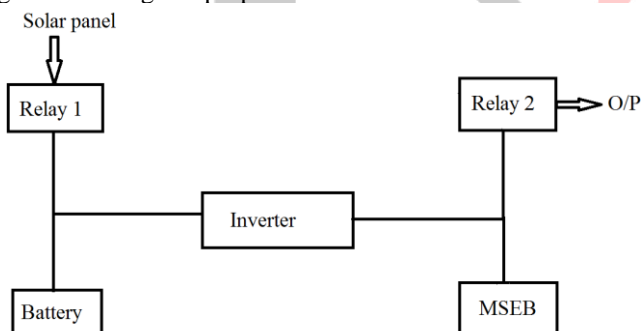 Solar panel
Relay 1
Relay 2
O/P
Inverter
Battery
MSEB